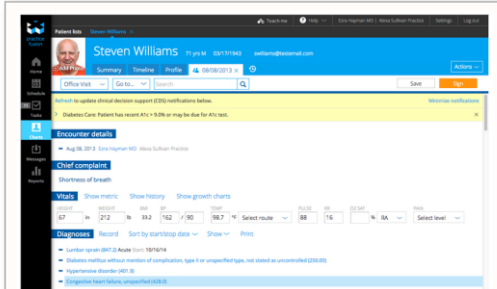 Teach me Help Ezra Hayman MD | Alexa Sullivan Practice Settings Log out
practice fusion
Patient lists Steven Williams ×
Steven Williams 71 yrs M 03/17/1943 swilliams@testemail.com
Summary Timeline Profile 08/08/2013 × Actions
Home
Office Visit Go to... Search Save Sign
Schedule
Refresh to update clinical decision support (CDS) notifications below. Minimize notifications
Tasks
Diabetes Care: Patient has recent A1c > 9.0% or may be due for A1c test. ×
Charts
Encounter details
Messages
Aug 08, 2013 Ezra Hayman MD Alexa Sullivan Practice
Chief complaint
Reports
Shortness of breath
Vitals Show metric Show history Show growth charts
HEIGHT WEIGHT BMI BP TEMP PULSE RR O2 SAT PAIN
67 in 212 lb 33.2 162 / 90 98.7 °F Select route 88 16 % RA Select level
Diagnoses Record Sort by start/stop date Show Print
Lumbar sprain (847.2) Acute Start: 10/16/14
Diabetes mellitus without mention of complication, type II or unspecified type, not stated as uncontrolled (250.00)
Hypertensive disorder (401.9)
Congestive heart failure, unspecified (428.0)